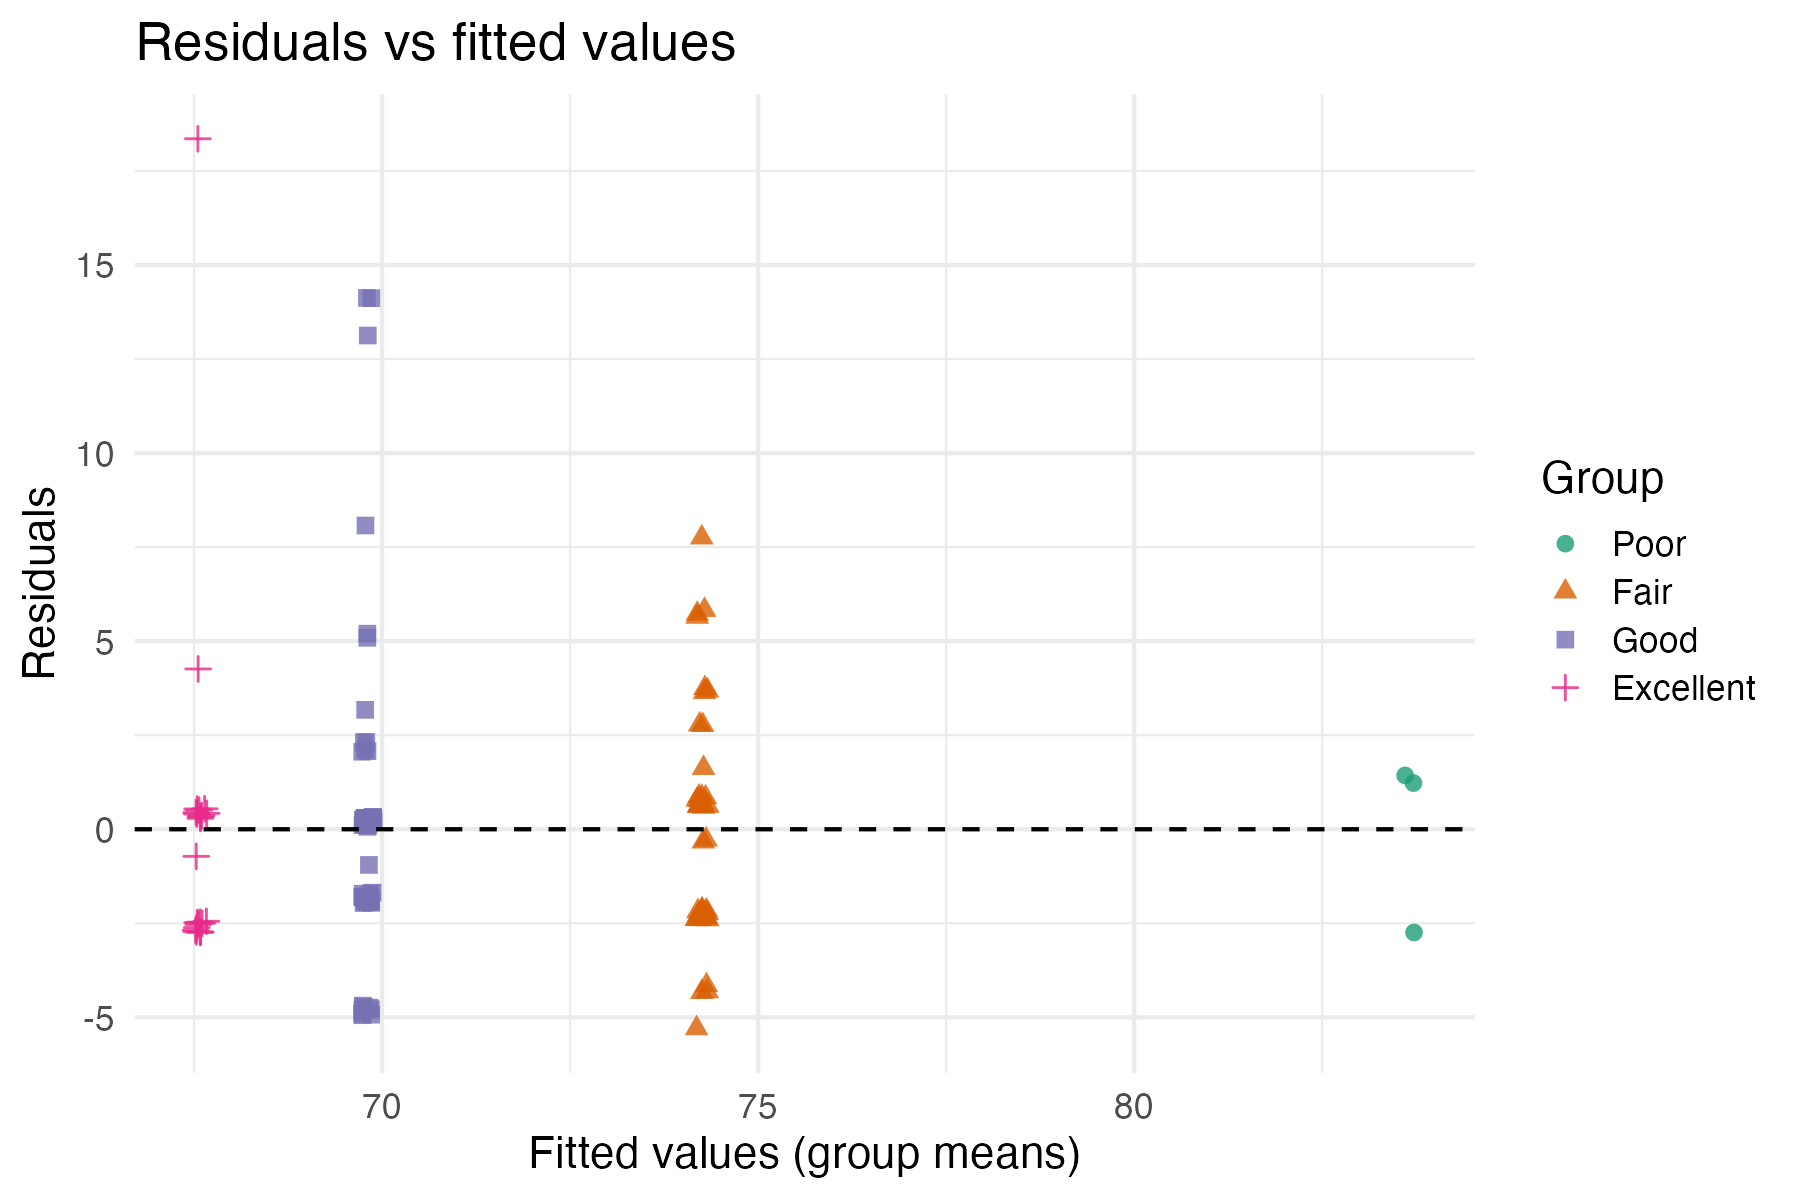 Residuals vs fitted values
Residuals
15
10
5
0
-5
70 75 80
Fitted values (group means)
Group
Poor
Fair
Good
Excellent